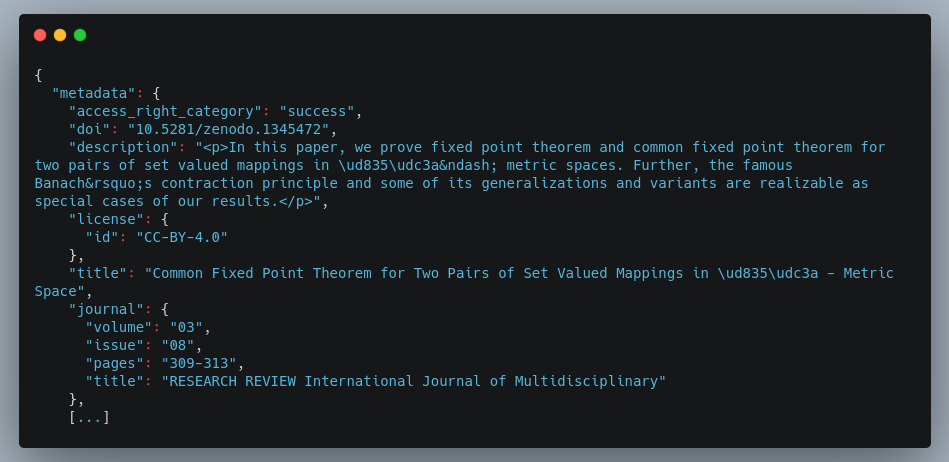 {
  "metadata": {
    "access_right_category": "success",
    "doi": "10.5281/zenodo.1345472",
    "description": "<p>In this paper, we prove fixed point theorem and common fixed point theorem for
two pairs of set valued mappings in \ud835\udc3a&ndash; metric spaces. Further, the famous
Banach&rsquo;s contraction principle and some of its generalizations and variants are realizable as
special cases of our results.</p>",
    "license": {
      "id": "CC-BY-4.0"
    },
    "title": "Common Fixed Point Theorem for Two Pairs of Set Valued Mappings in \ud835\udc3a - Metric
Space",
    "journal": {
      "volume": "03",
      "issue": "08",
      "pages": "309-313",
      "title": "RESEARCH REVIEW International Journal of Multidisciplinary"
    },
    [...]